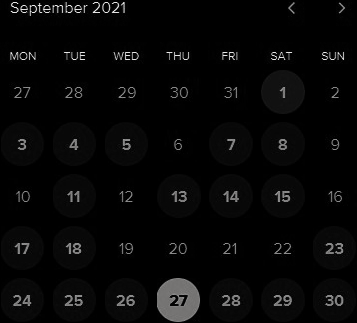 September 2021
MON TUE WED THU FRI SAT SUN
27 28 29 30 31 1 2
3 4 5 6 7 8 9
10 11 12 13 14 15 16
17 18 19 20 21 22 23
24 25 26 27 28 29 30